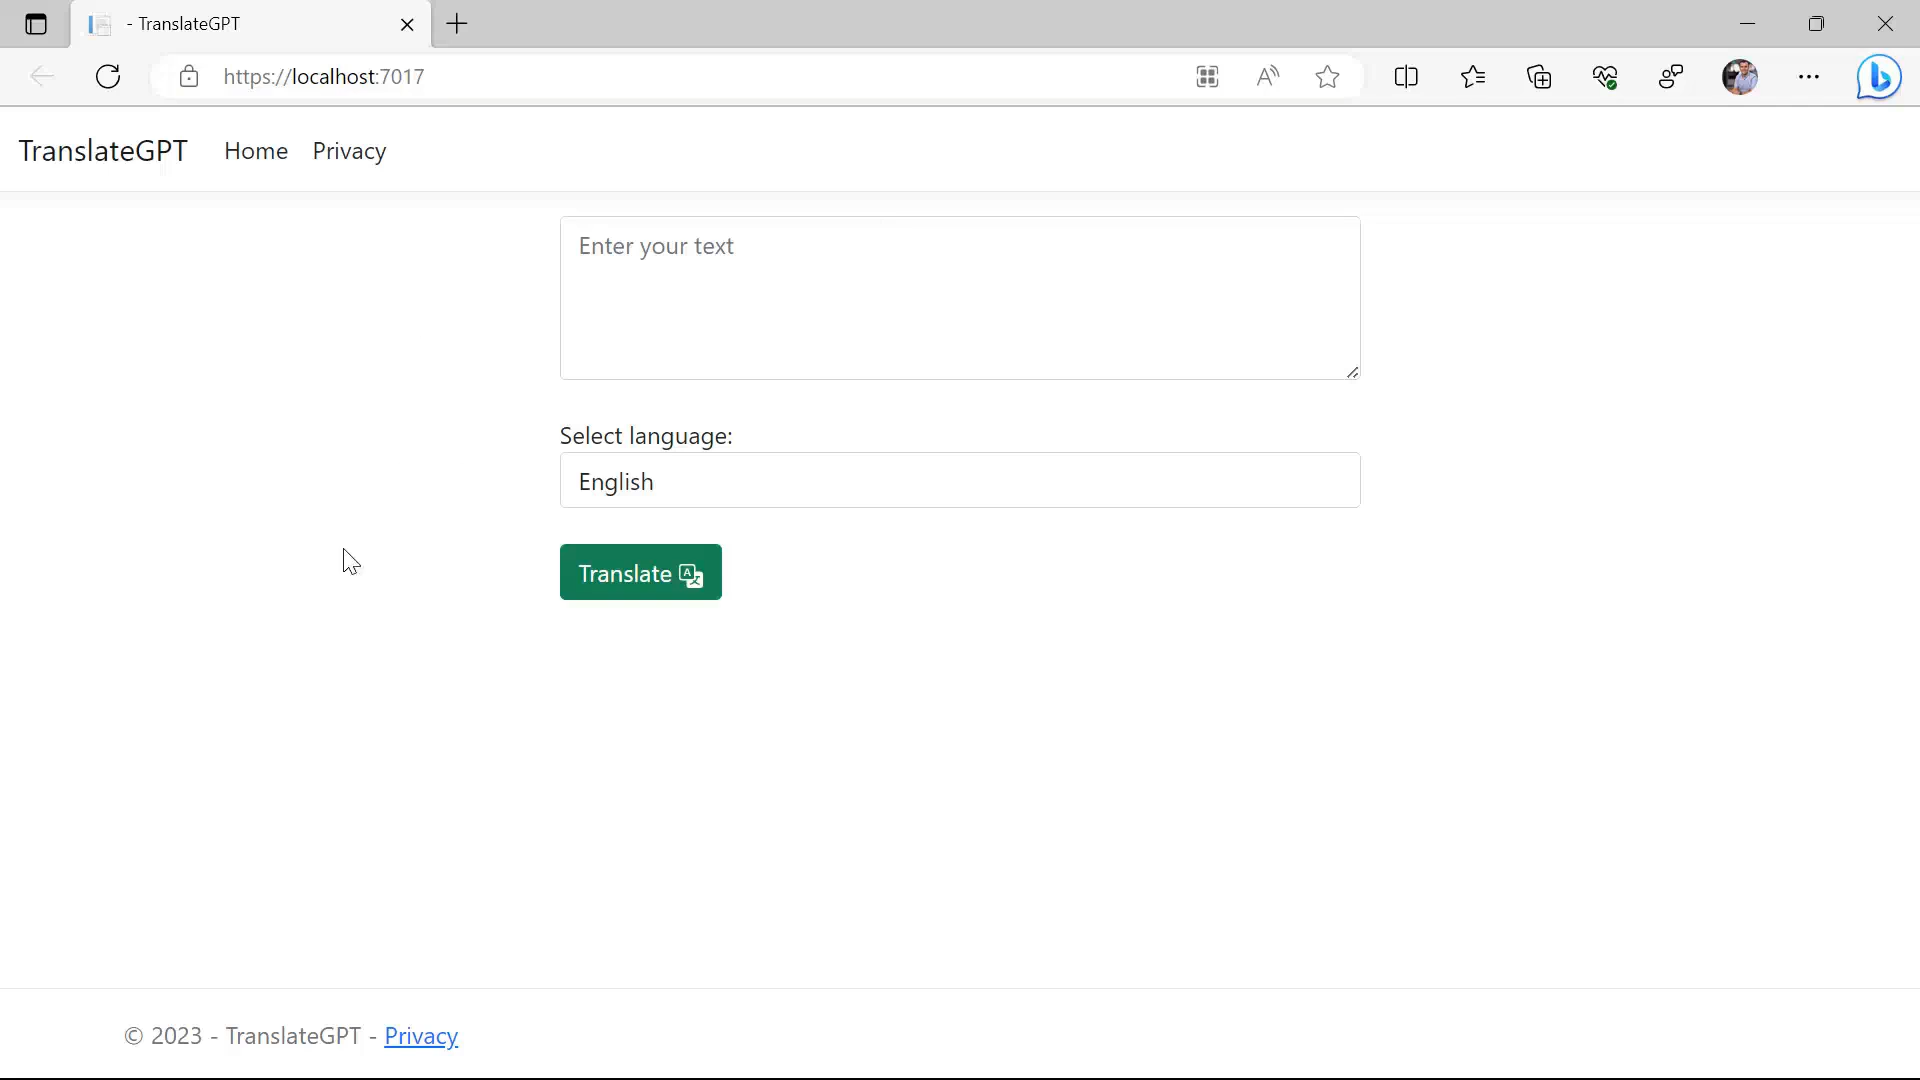 - TranslateGPT
https://localhost:7017
TranslateGPT Home Privacy
Enter your text
Select language:
English
Translate
© 2023 - TranslateGPT - Privacy